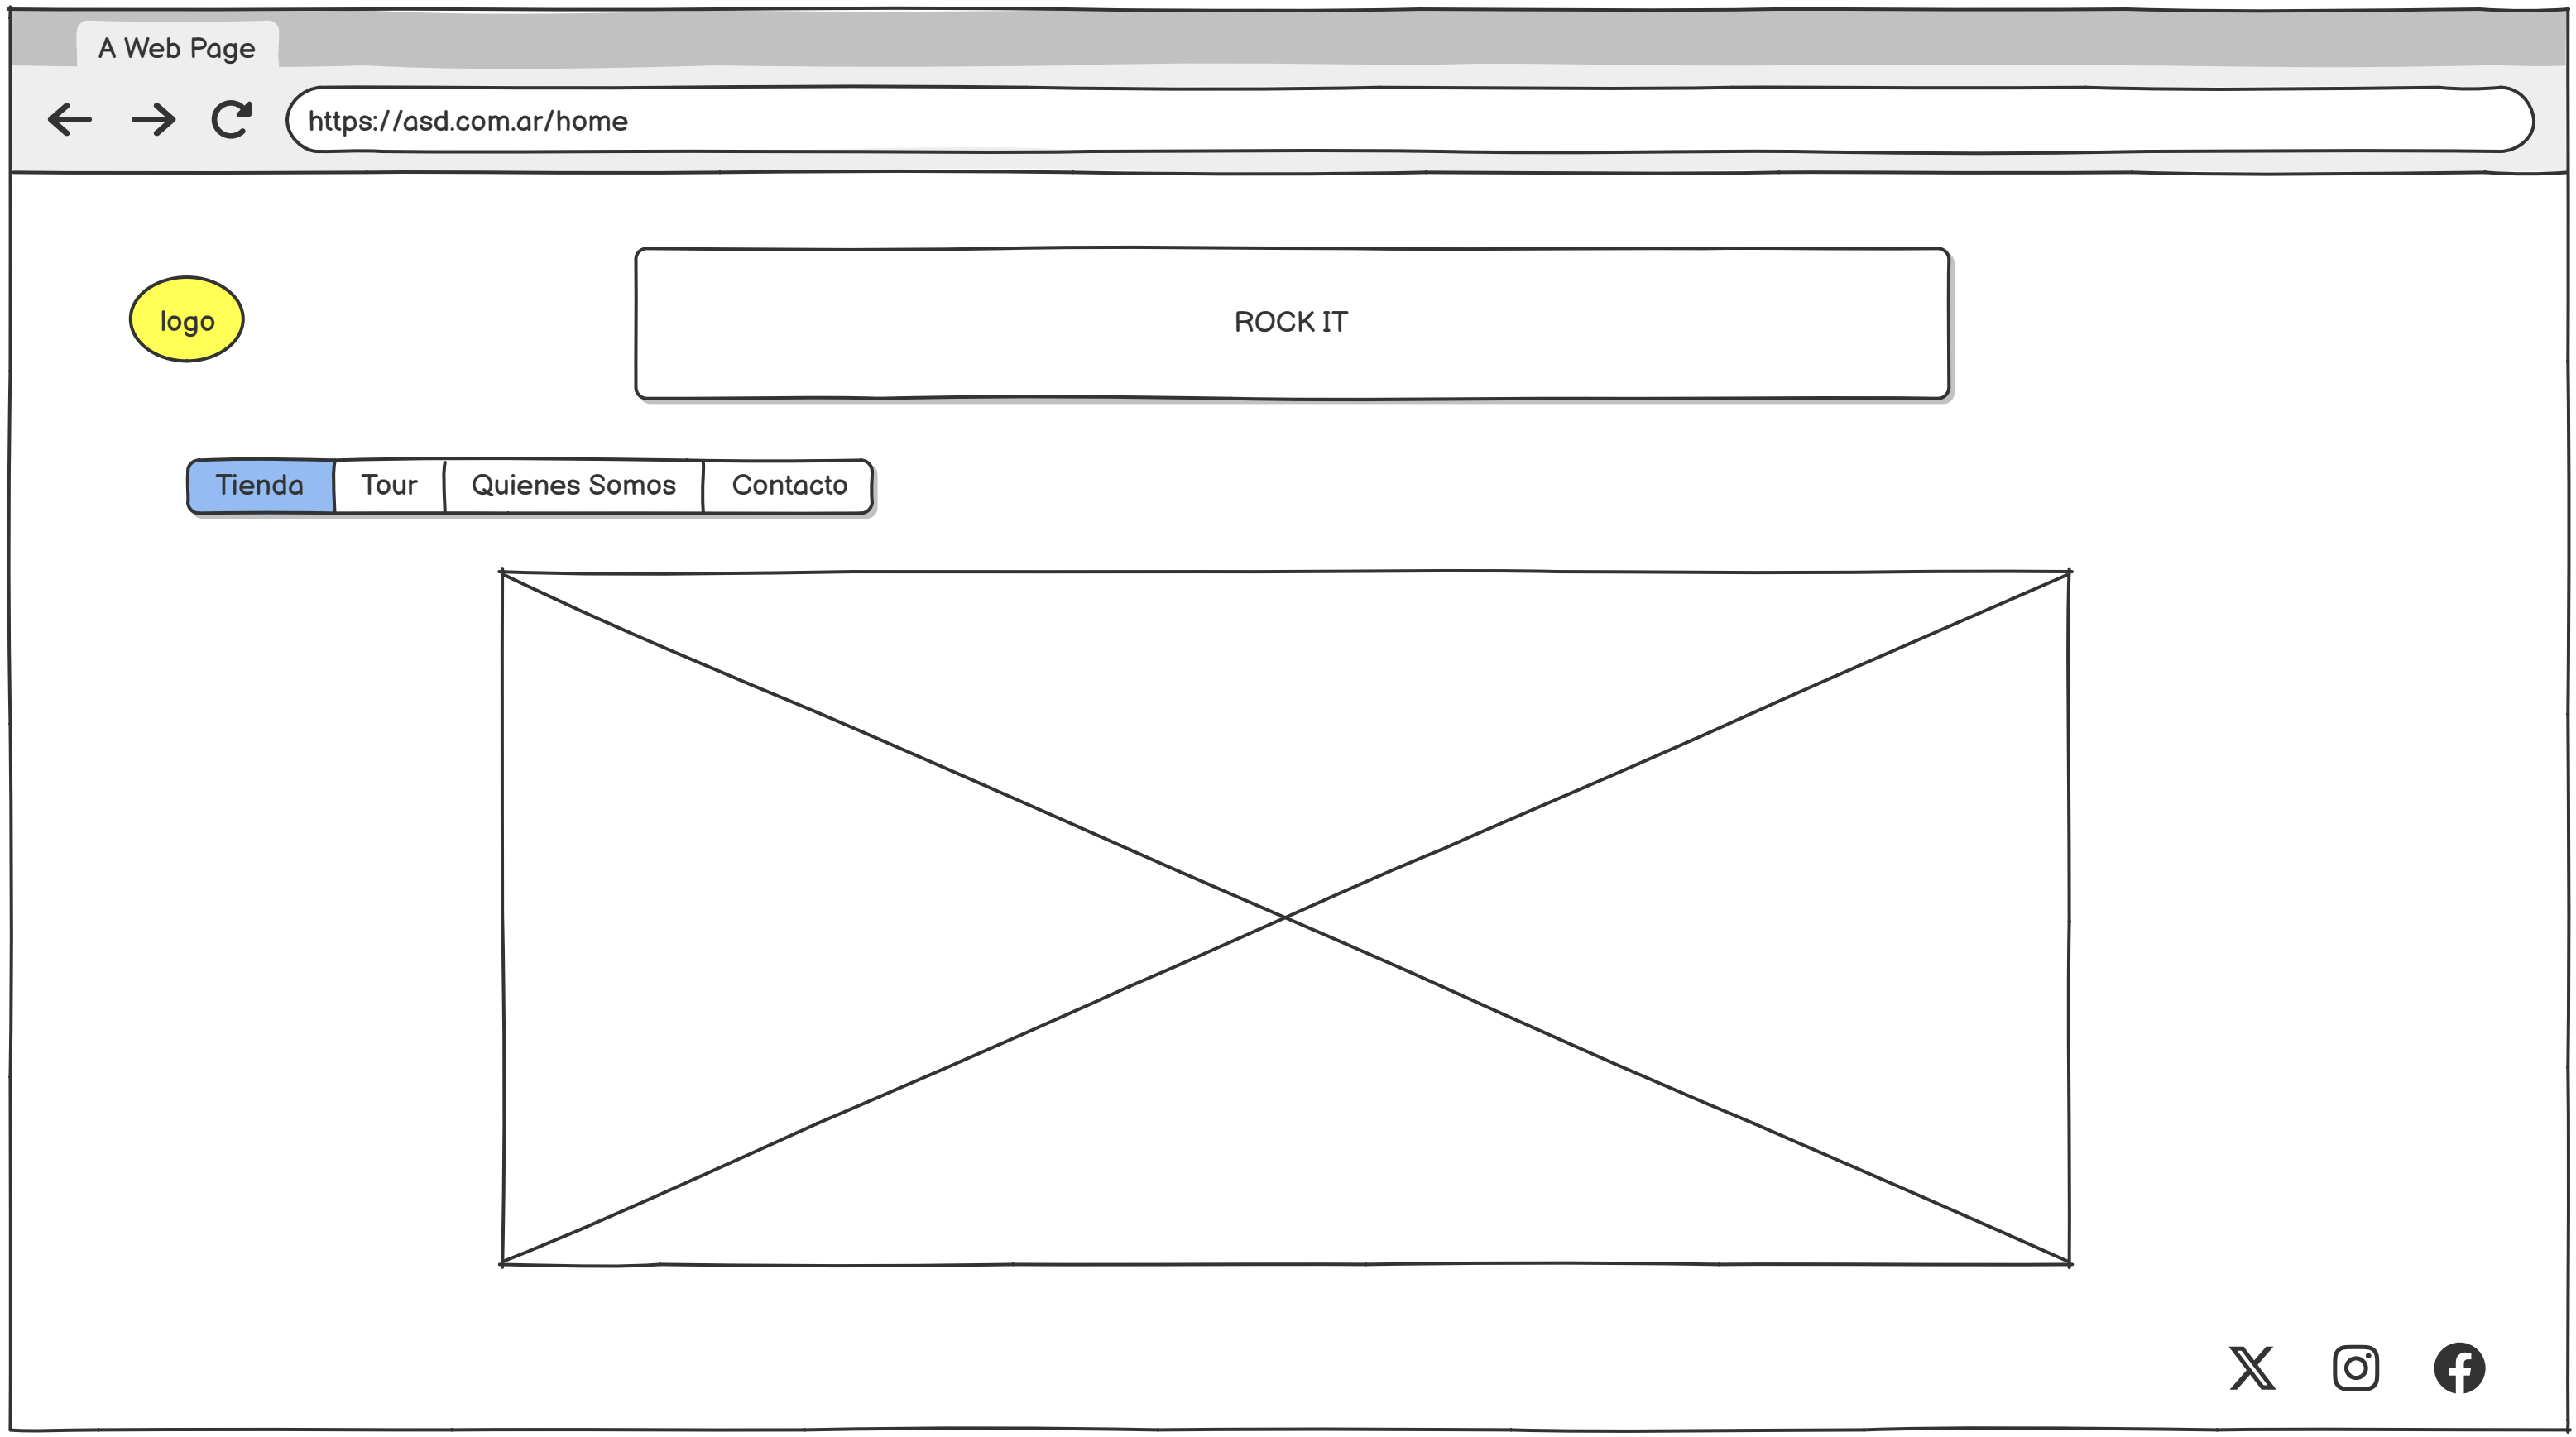 A Web Page
https://asd.com.ar/home
logo
ROCK IT
Tienda Tour Quienes Somos Contacto